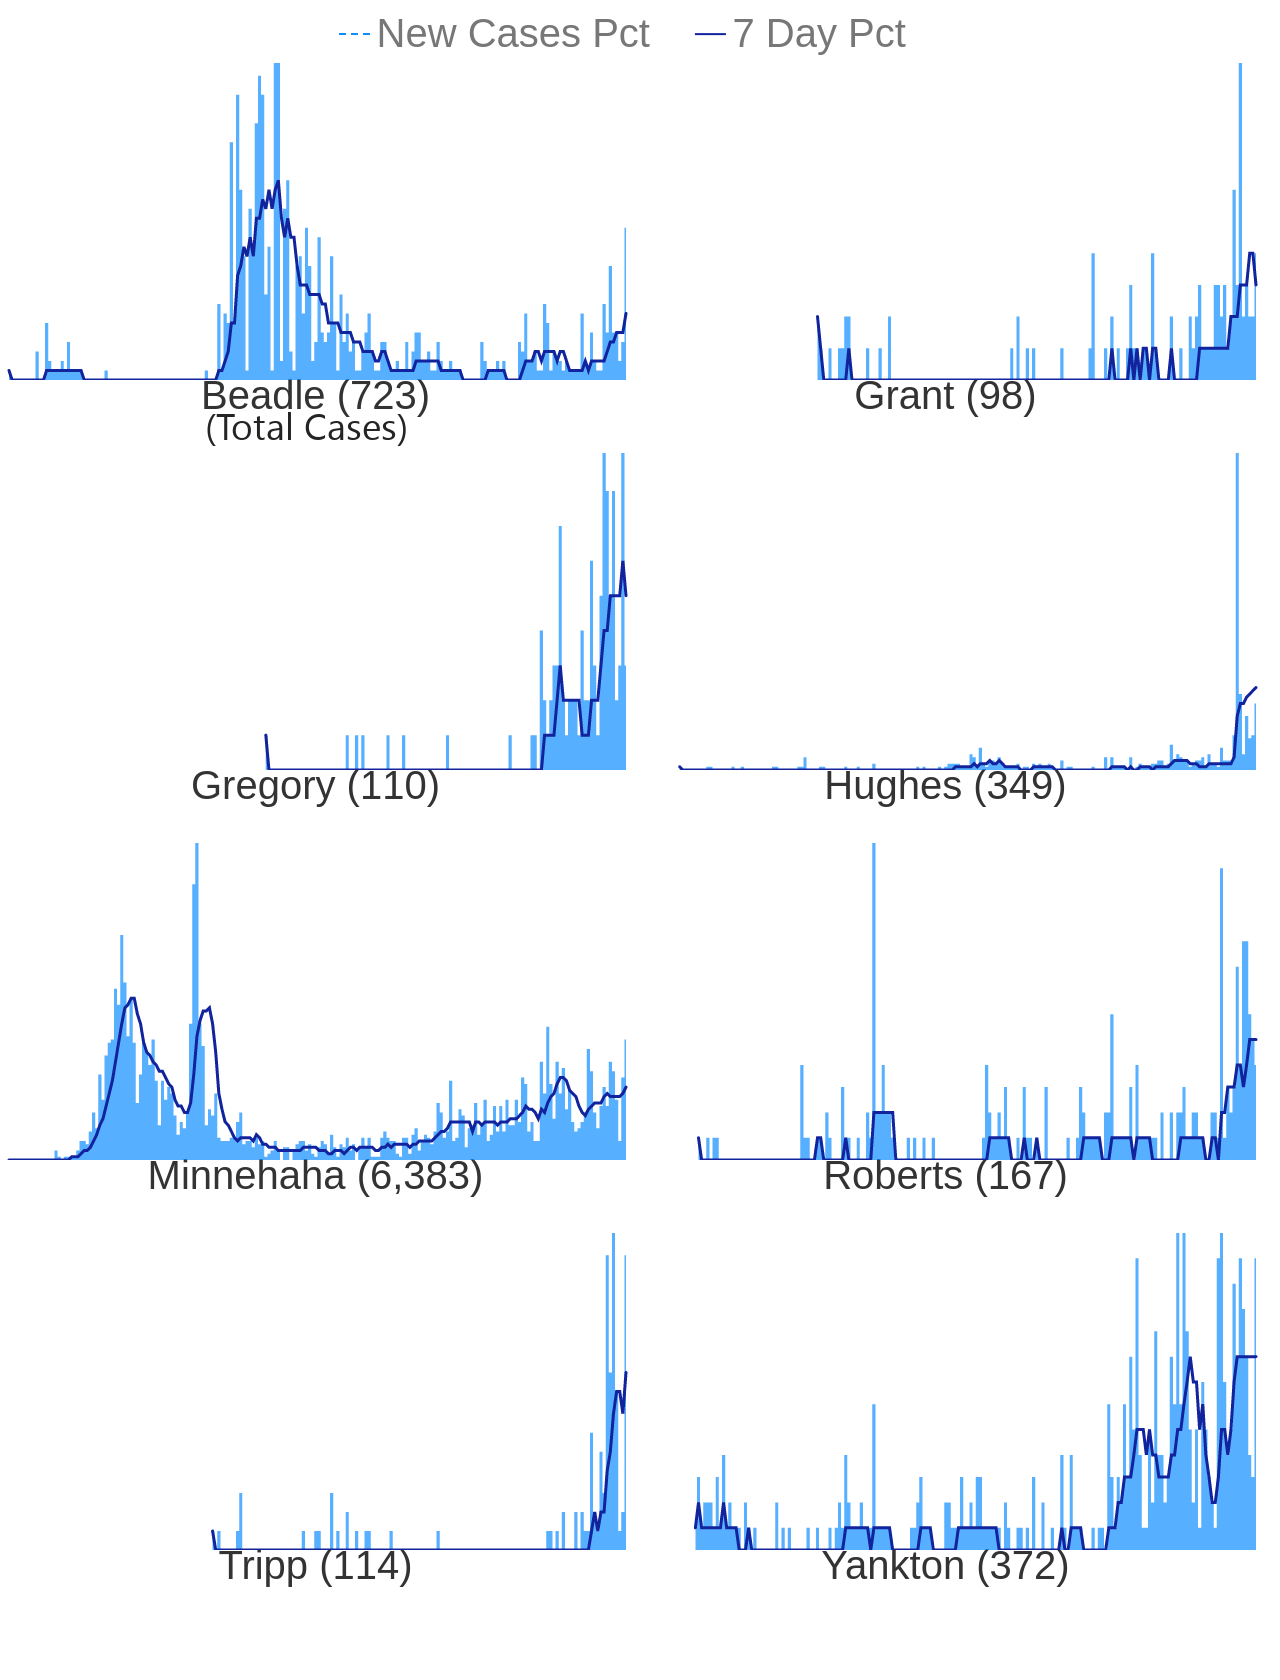 New Cases Pct 7 Day Pct
Beadle (723)
(Total Cases)
Grant (98)
Gregory (110)
Hughes (349)
Minnehana (6,383)
Roberts (167)
Tripp (114)
Yankton (372)